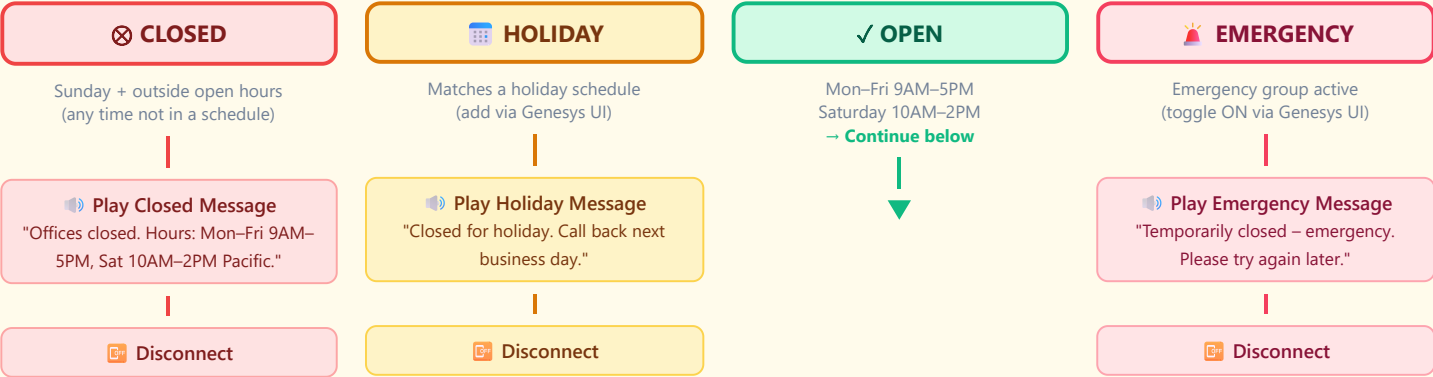 CLOSED
Sunday + outside open hours
(any time not in a schedule)
Play Closed Message
"Offices closed. Hours: Mon–Fri 9AM–
5PM, Sat 10AM–2PM Pacific."
Disconnect
HOLIDAY
Matches a holiday schedule
(add via Genesys UI)
Play Holiday Message
"Closed for holiday. Call back next
business day."
Disconnect
✓ OPEN
Mon–Fri 9AM–5PM
Saturday 10AM–2PM
→ Continue below
EMERGENCY
Emergency group active
(toggle ON via Genesys UI)
Play Emergency Message
"Temporarily closed – emergency.
Please try again later."
Disconnect